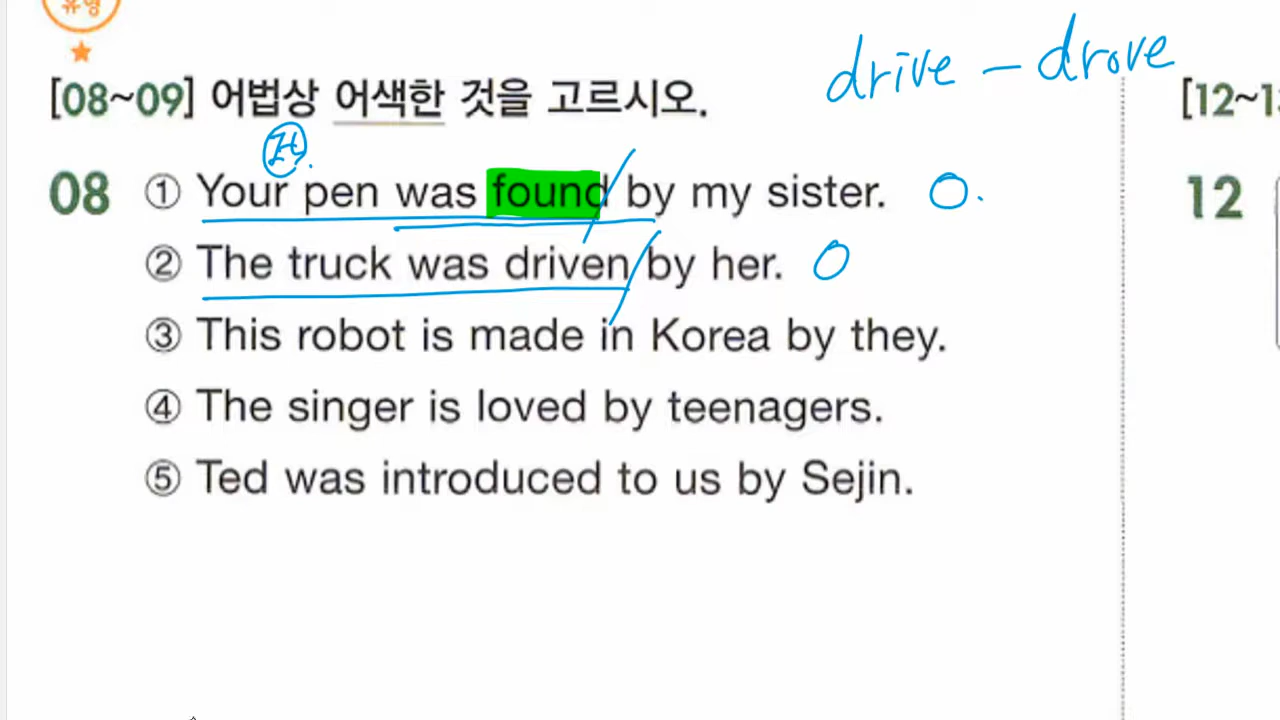 유형
drive – drove
[08~09] 어법상 어색한 것을 고르시오.
[12~1
08 ① Your pen was found by my sister. O.
② The truck was driven by her. O
③ This robot is made in Korea by they.
④ The singer is loved by teenagers.
⑤ Ted was introduced to us by Sejin.
12